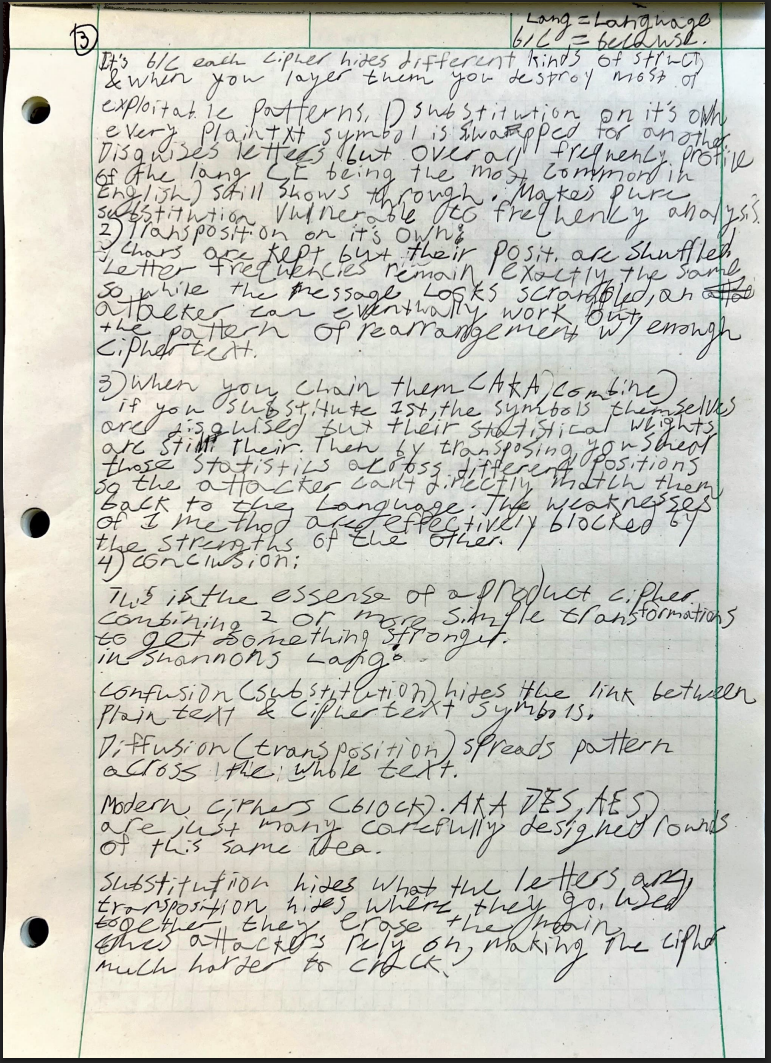 Lang = Language
b/c = because.
3
It's b/c each cipher hides different kinds of struct,
& when you layer them you destroy most of
exploitable patterns. 1) substitution on it's own
every plaintxt symbol is swapped for another.
Disguises letters but overall frequenly profile
of the lang (E being the most common in
English) still shows through. Makes pure
substitution vulnerable to frequency analysis.
2) Transposition on it's own:
chars are kept but their posit. are shuffled,
Letter frequencies remain exactly the same,
so while the message looks scrambled, an
attacker can eventually work out
the pattern of rearrangement w/ enough
ciphertext.
3) when you chain them (AKA) combine)
if you substitute 1st, the symbols themselves
are disguised but their statistical weights
are still their. Then by transposing you smear
those statistics across different positions
so the attacker cant directly match them
back to the Language. The weaknesses
of 1 method are effectively blocked by
the strengths of the other.
4) conclusion:
This is the essense of a product cipher
combining 2 or more simple transformations
to get something stronger.
in shannons Lang:
confusion (substitution) hides the link between
plaintext & ciphertext symbols.
Diffusion (transposition) spreads pattern
across the whole text.
Modern ciphers (block). AKA DES, AES)
are just many carefully designed rounds
of this same idea.
Substitution hides what the letters are,
transposition hides where they go. Used
together they erase the main
attackers rely on, making the cipher
much harder to crack.